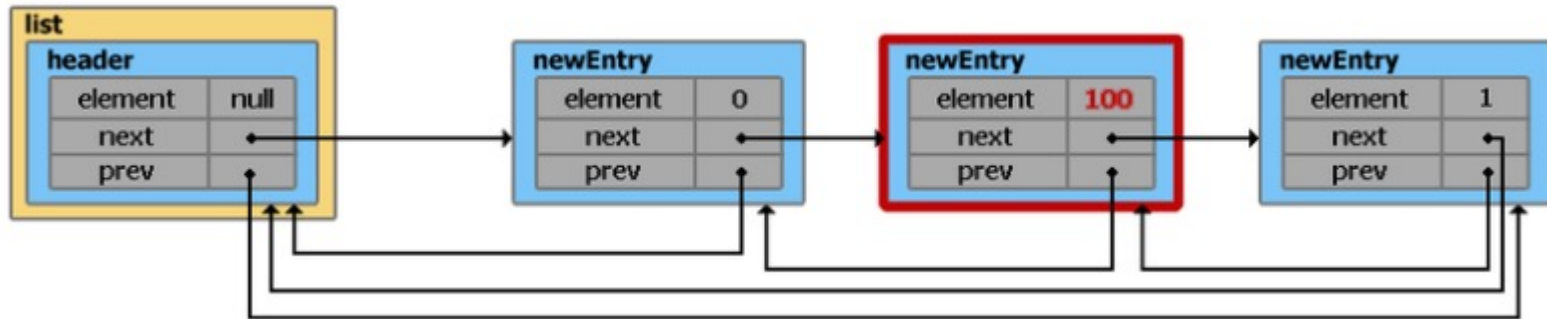 list
header
element null
next
prev
newEntry
element 0
next
prev
newEntry
element 100
next
prev
newEntry
element 1
next
prev